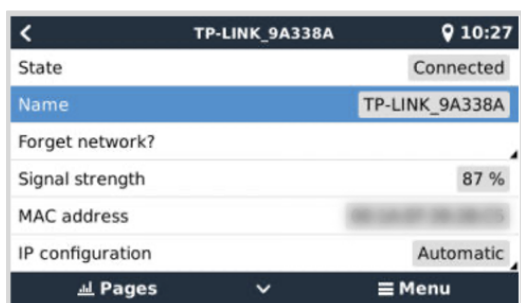 TP-LINK_9A338A 10:27
State Connected
Name TP-LINK_9A338A
Forget network?
Signal strength 87 %
MAC address
IP configuration Automatic
Pages Menu